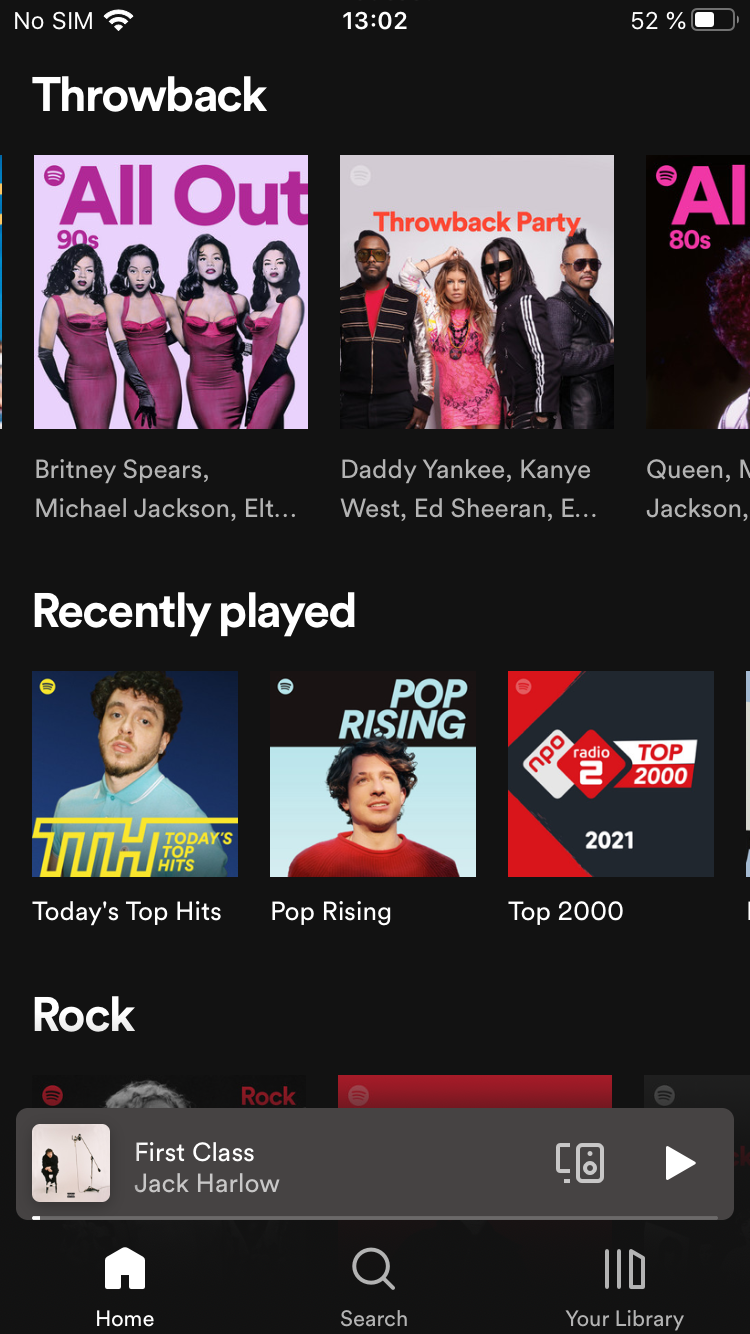 No SIM 13:02 52 %
Throwback
All Out
90s
Throwback Party
Al
80s
Britney Spears,
Michael Jackson, Elt...
Daddy Yankee, Kanye
West, Ed Sheeran, E...
Queen, M
Jackson,
Recently played
TTH TODAY'S
TOP
HITS
POP
RISING
npo radio 2 TOP
2000
2021
Today's Top Hits
Pop Rising
Top 2000
Rock
Rock
First Class
Jack Harlow
Home
Search
Your Library